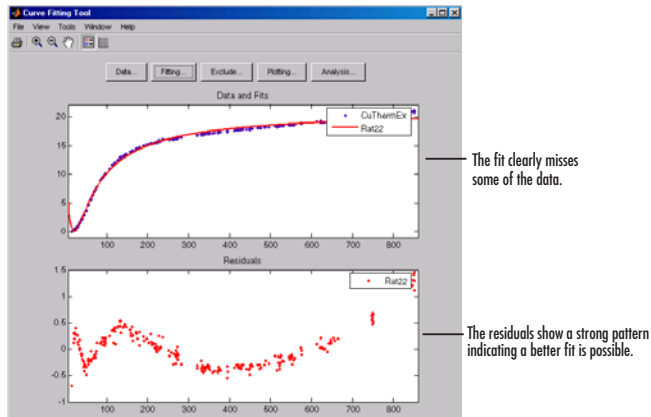 Curve Fitting Tool
File View Tools Window Help
Data... Fitting... Exclude... Plotting... Analysis...
Data and Fits
CuThermEx
Rat22
20
15
10
5
0
100 200 300 400 500 600 700 800
The fit clearly misses
some of the data.
Residuals
Rat22
1.5
1
0.5
0
-0.5
-1
100 200 300 400 500 600 700 800
The residuals show a strong pattern
indicating a better fit is possible.